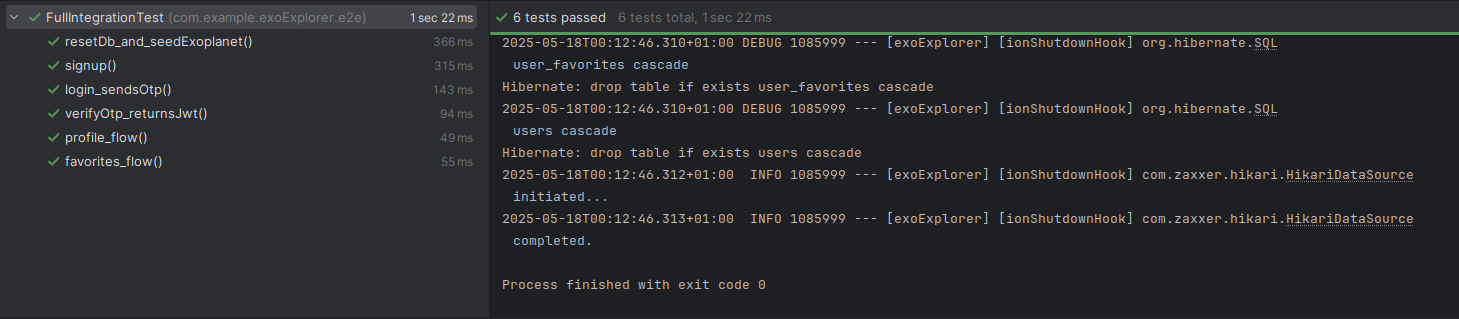 FullIntegrationTest (com.example.exoExplorer.e2e) 1 sec 22 ms
resetDb_and_seedExoplanet() 366 ms
signup() 315 ms
login_sendsOtp() 143 ms
verifyOtp_returnsJwt() 94 ms
profile_flow() 49 ms
favorites_flow() 55 ms
6 tests passed 6 tests total, 1 sec 22 ms
2025-05-18T00:12:46.310+01:00 DEBUG 1085999 --- [exoExplorer] [ionShutdownHook] org.hibernate.SQL
user_favorites cascade
Hibernate: drop table if exists user_favorites cascade
2025-05-18T00:12:46.310+01:00 DEBUG 1085999 --- [exoExplorer] [ionShutdownHook] org.hibernate.SQL
users cascade
Hibernate: drop table if exists users cascade
2025-05-18T00:12:46.312+01:00  INFO 1085999 --- [exoExplorer] [ionShutdownHook] com.zaxxer.hikari.HikariDataSource
initiated...
2025-05-18T00:12:46.313+01:00  INFO 1085999 --- [exoExplorer] [ionShutdownHook] com.zaxxer.hikari.HikariDataSource
completed.
Process finished with exit code 0